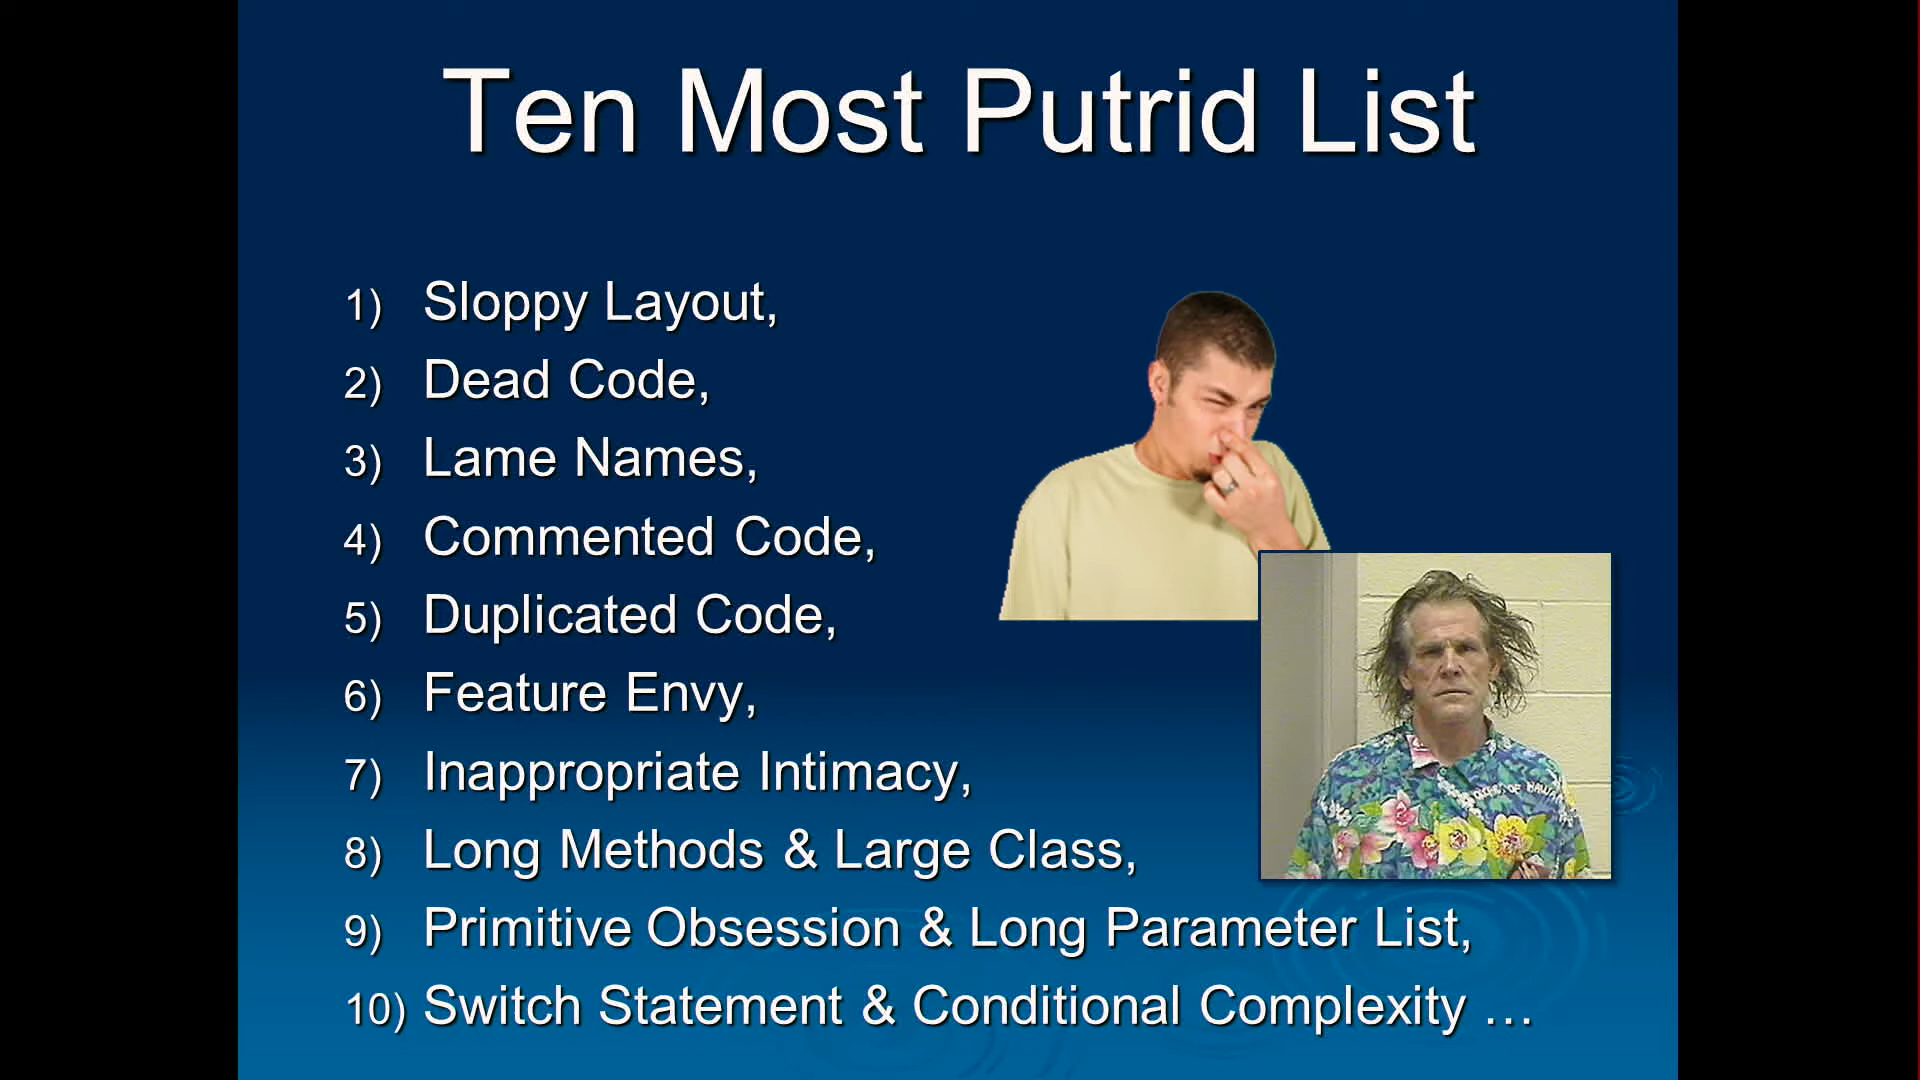 Ten Most Putrid List
1) Sloppy Layout,
2) Dead Code,
3) Lame Names,
4) Commented Code,
5) Duplicated Code,
6) Feature Envy,
7) Inappropriate Intimacy,
8) Long Methods & Large Class,
9) Primitive Obsession & Long Parameter List,
10) Switch Statement & Conditional Complexity …